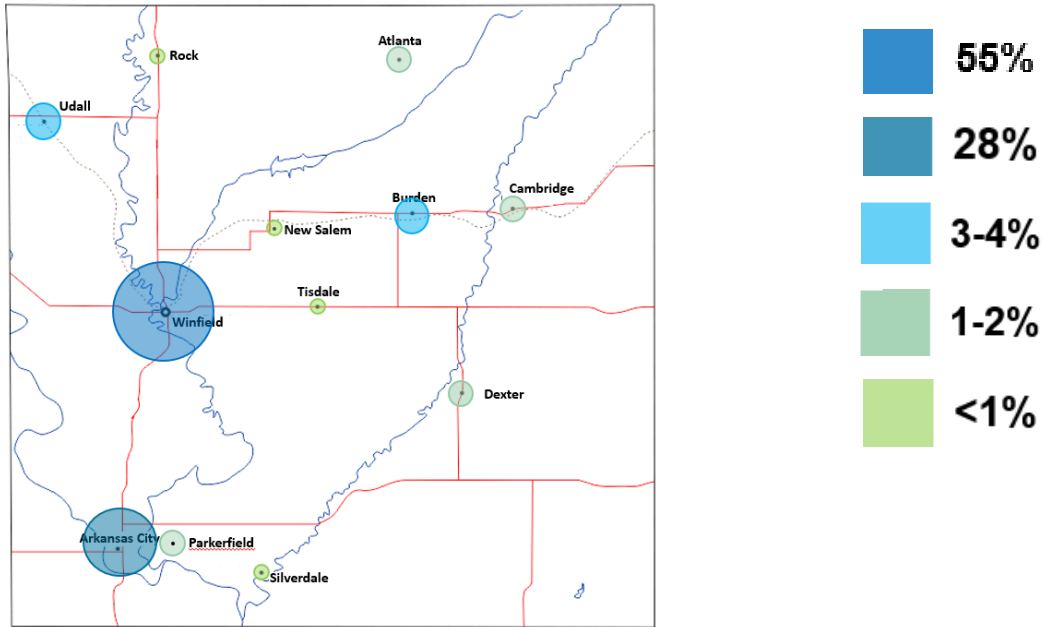 Rock
Atlanta
Udall
Burden
Cambridge
New Salem
Tisdale
Winfield
Dexter
Arkansas City
Parkerfield
Silverdale
55%
28%
3-4%
1-2%
<1%